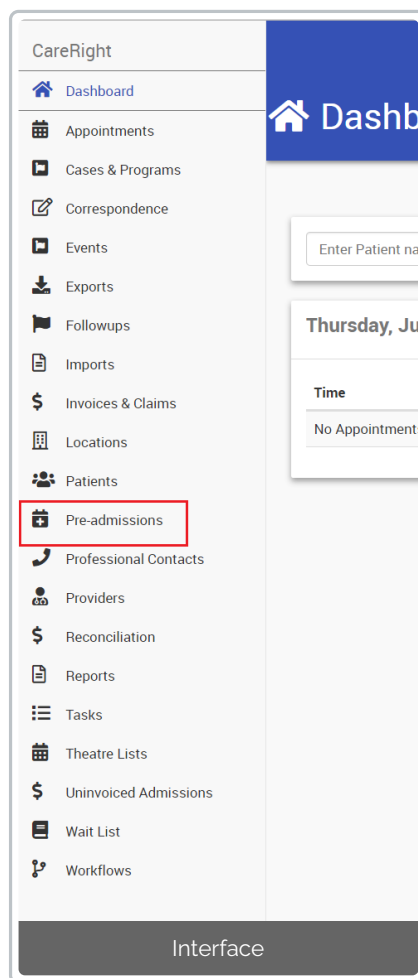 CareRight
Dashboard
Appointments
Cases & Programs
Correspondence
Events
Exports
Followups
Imports
Invoices & Claims
Locations
Patients
Pre-admissions
Professional Contacts
Providers
Reconciliation
Reports
Tasks
Theatre Lists
Uninvoiced Admissions
Wait List
Workflows
Dashb
Enter Patient na
Thursday, Ju
Time
No Appointment
Interface